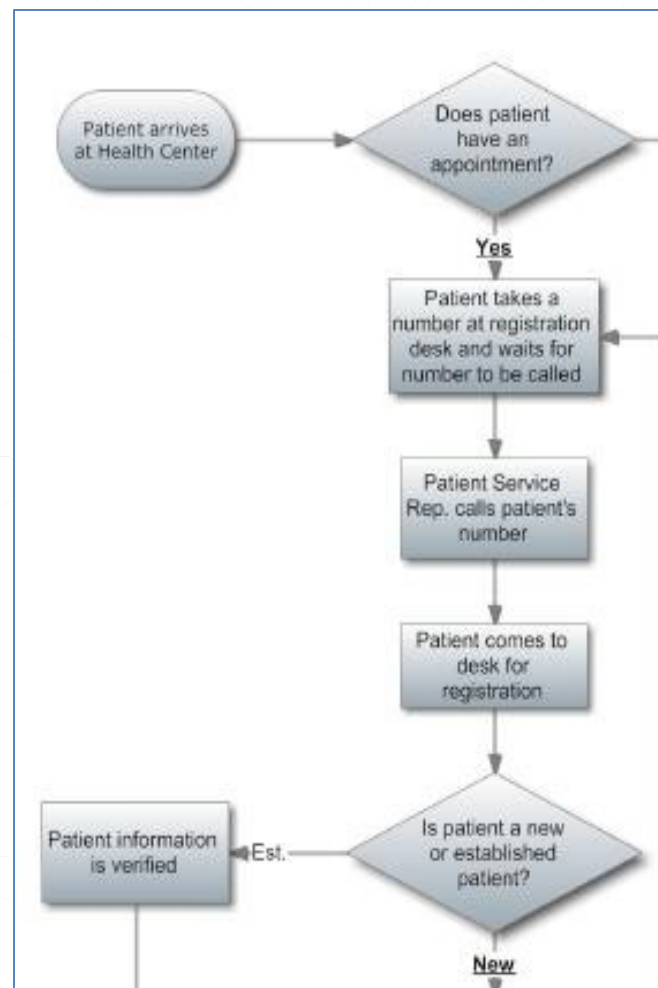 Patient arrives
at Health Center
Does patient
have an
appointment?
Yes
Patient takes a
number at registration
desk and waits for
number to be called
Patient Service
Rep. calls patient's
number
Patient comes to
desk for
registration
Is patient a new
or established
patient?
Est.
Patient information
is verified
New